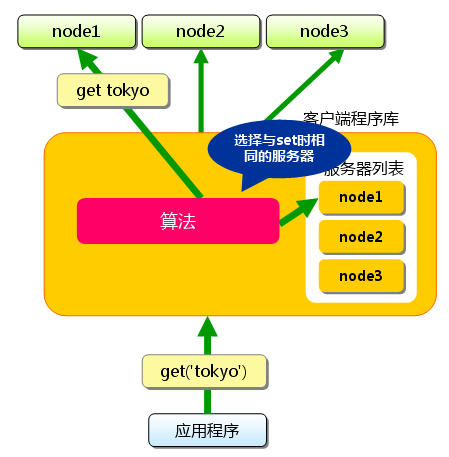 node1
node2
node3
get tokyo
客户端程序库
选择与set时相
同的服务器
服务器列表
node1
算法
node2
node3
get('tokyo')
应用程序